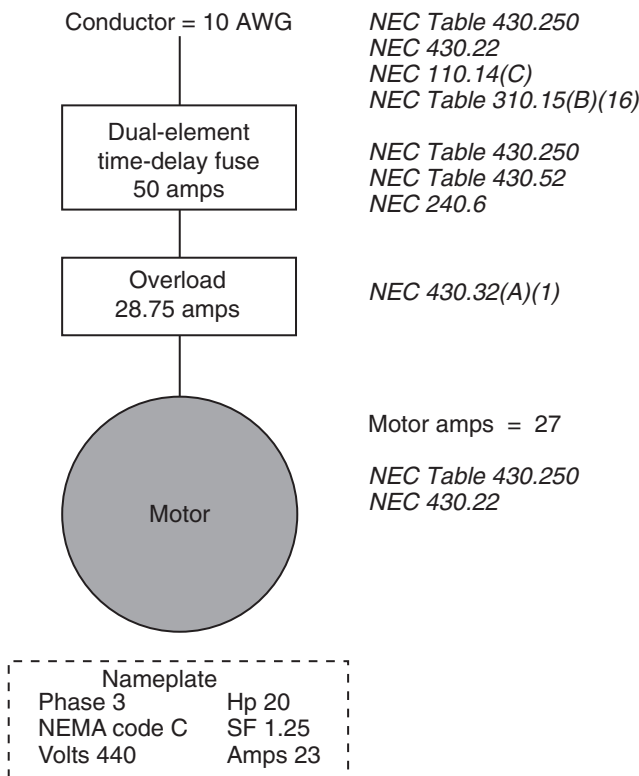 Conductor = 10 AWG
NEC Table 430.250
NEC 430.22
NEC 110.14(C)
NEC Table 310.15(B)(16)
Dual-element
time-delay fuse
50 amps
NEC Table 430.250
NEC Table 430.52
NEC 240.6
Overload
28.75 amps
NEC 430.32(A)(1)
Motor
Motor amps = 27
NEC Table 430.250
NEC 430.22
Nameplate
Phase 3 Hp 20
NEMA code C SF 1.25
Volts 440 Amps 23